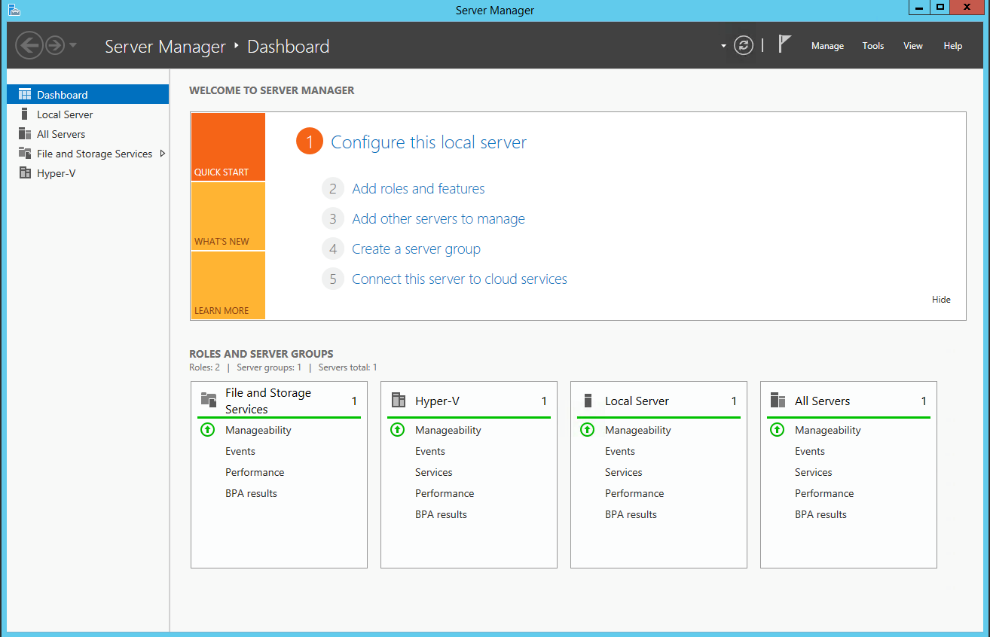 Server Manager
Server Manager ‣ Dashboard
Manage Tools View Help
Dashboard
Local Server
All Servers
File and Storage Services
Hyper-V
WELCOME TO SERVER MANAGER
QUICK START
WHAT'S NEW
LEARN MORE
1 Configure this local server
2 Add roles and features
3 Add other servers to manage
4 Create a server group
5 Connect this server to cloud services
Hide
ROLES AND SERVER GROUPS
Roles: 2 | Server groups: 1 | Servers total: 1
File and Storage
Services 1
Manageability
Events
Performance
BPA results
Hyper-V 1
Manageability
Events
Services
Performance
BPA results
Local Server 1
Manageability
Events
Services
Performance
BPA results
All Servers 1
Manageability
Events
Services
Performance
BPA results